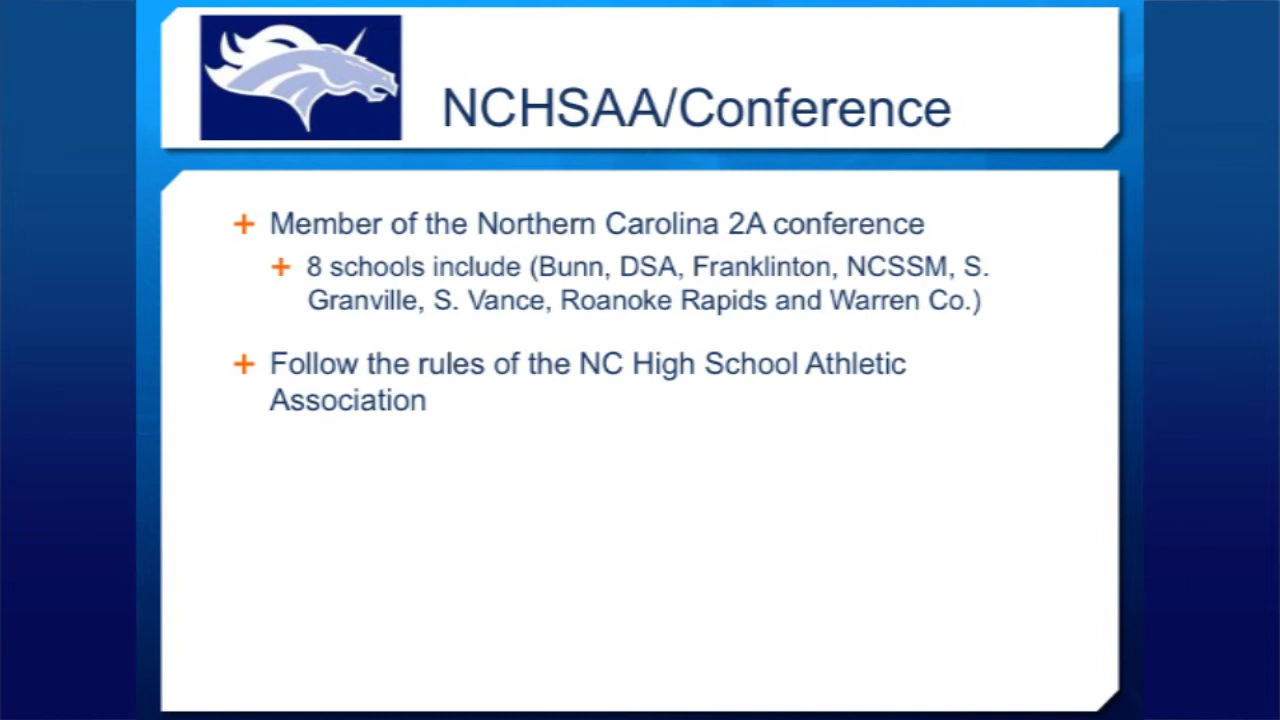 NCHSAA/Conference
+ Member of the Northern Carolina 2A conference
+ 8 schools include (Bunn, DSA, Franklinton, NCSSM, S.
Granville, S. Vance, Roanoke Rapids and Warren Co.)
+ Follow the rules of the NC High School Athletic
Association